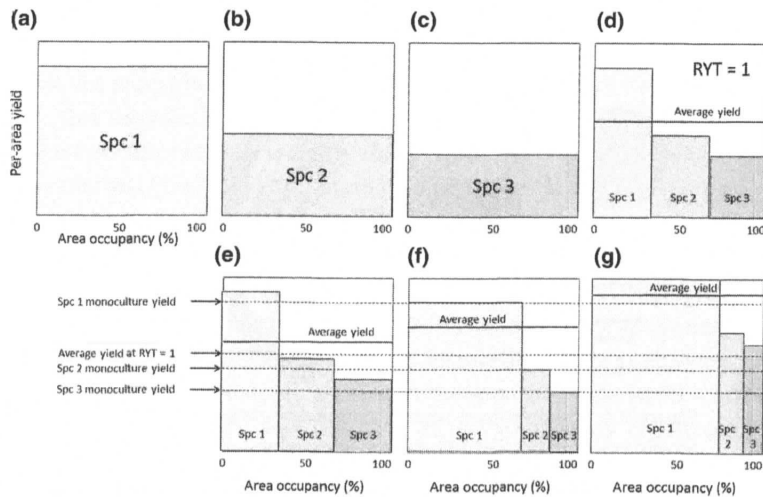 (a)
(b)
(c)
(d)
Per-area yield
Spc 1
Spc 2
Spc 3
RYT = 1
Average yield
Spc 1 Spc 2 Spc 3
0 50 100
Area occupancy (%)
0 50 100
0 50 100
0 50 100
Area occupancy (%)
(e)
(f)
(g)
Spc 1 monoculture yield
Average yield at RYT = 1
Spc 2 monoculture yield
Spc 3 monoculture yield
Average yield
Spc 1 Spc 2 Spc 3
0 50 100
Area occupancy (%)
Average yield
Spc 1 Spc 2 Spc 3
0 50 100
Area occupancy (%)
Average yield
Spc 1
Spc
2
Spc
3
0 50 100
Area occupancy (%)